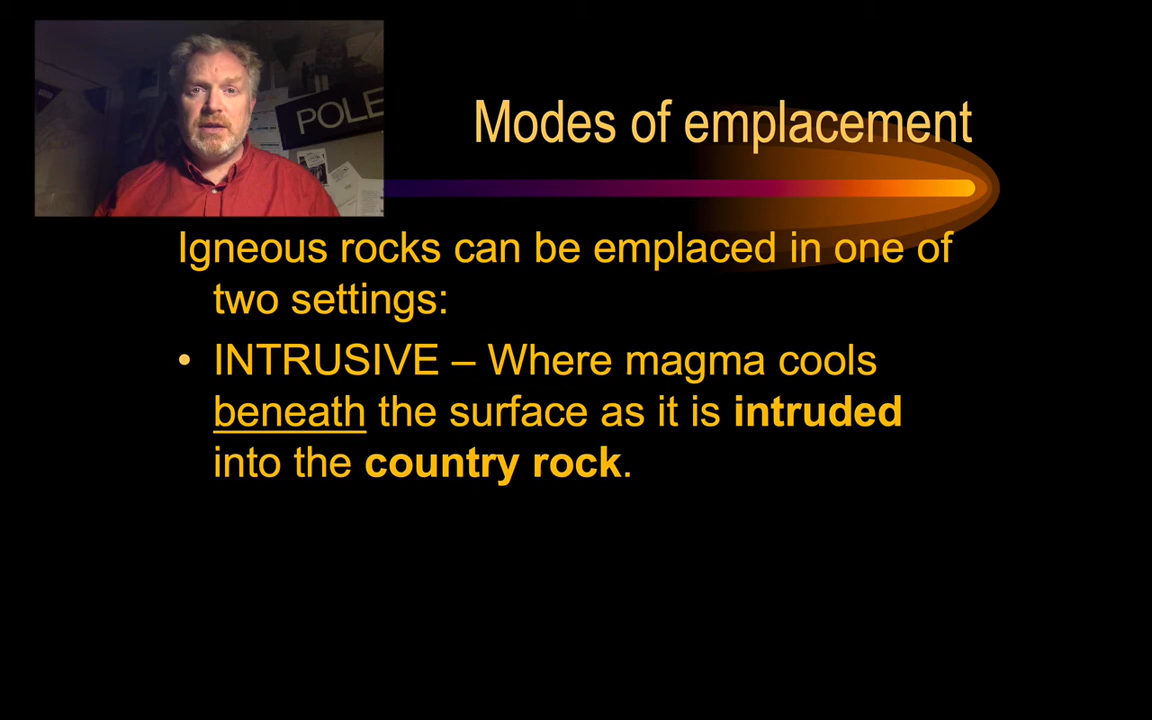 POLE
Modes of emplacement
Igneous rocks can be emplaced in one of
two settings:
• INTRUSIVE – Where magma cools
beneath the surface as it is intruded
into the country rock.